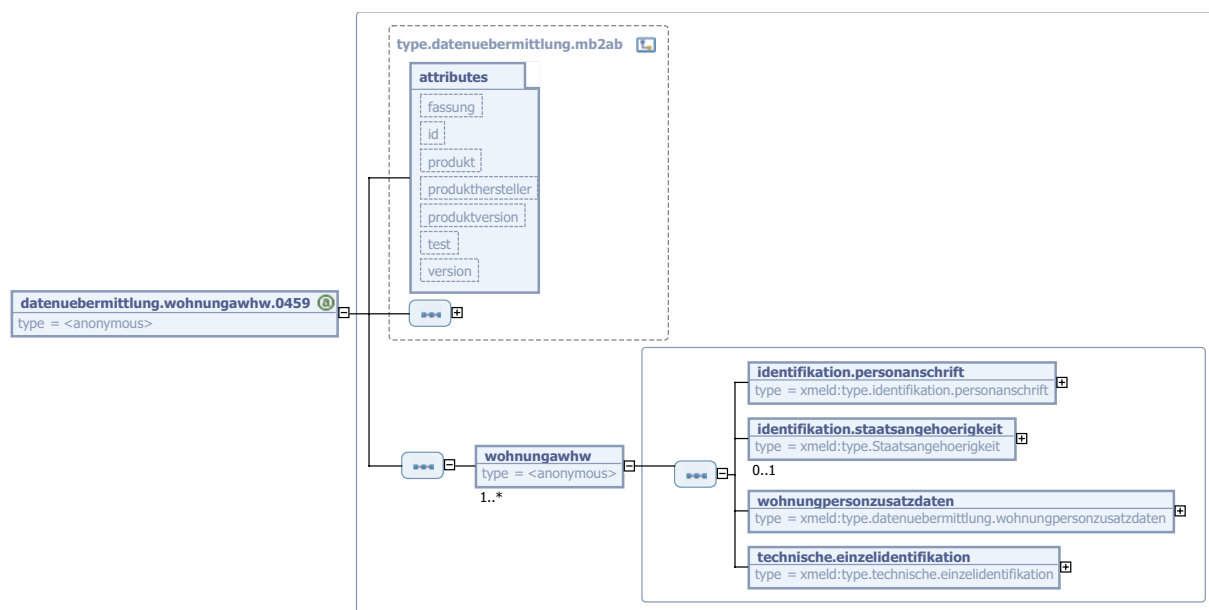 type.datenuebermittlung.mb2ab
attributes
fassung
id
produkt
produkthersteller
produktversion
test
version
datenuebermittlung.wohnungawhw.0459
type = <anonymous>
wohnungawhw
type = <anonymous>
1..*
identifikation.personanschrift
type = xmeld:type.identifikation.personanschrift
identifikation.staatsangehoerigkeit
type = xmeld:type.Staatsangehoerigkeit
0..1
wohnungpersonzusatzdaten
type = xmeld:type.datenuebermittlung.wohnungpersonzusatzdaten
technische.einzelidentifikation
type = xmeld:type.technische.einzelidentifikation